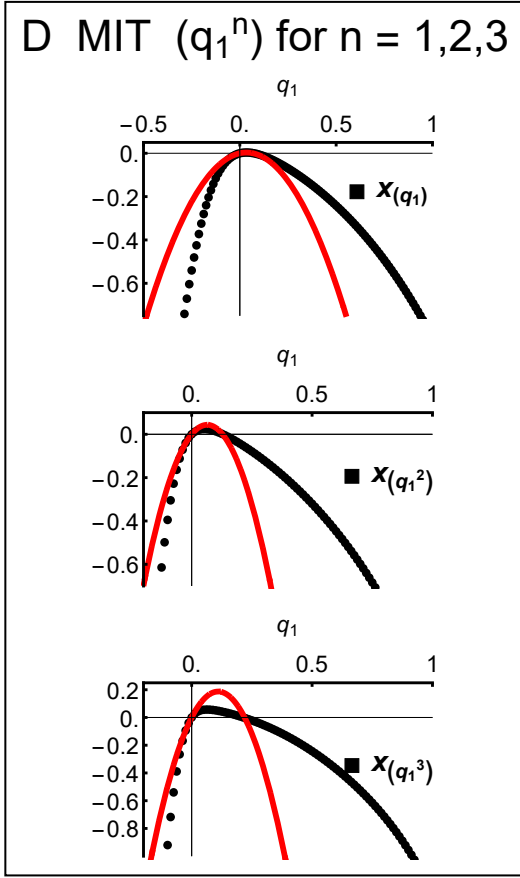 D MIT (q₁ⁿ) for n = 1,2,3
q₁
−0.5 0. 0.5 1
0.
−0.2
−0.4
−0.6
■ x(q₁)
q₁
0. 0.5 1
0.
−0.2
−0.4
−0.6
■ x(q₁²)
q₁
0. 0.5 1
0.2
0.
−0.2
−0.4
−0.6
−0.8
■ x(q₁³)